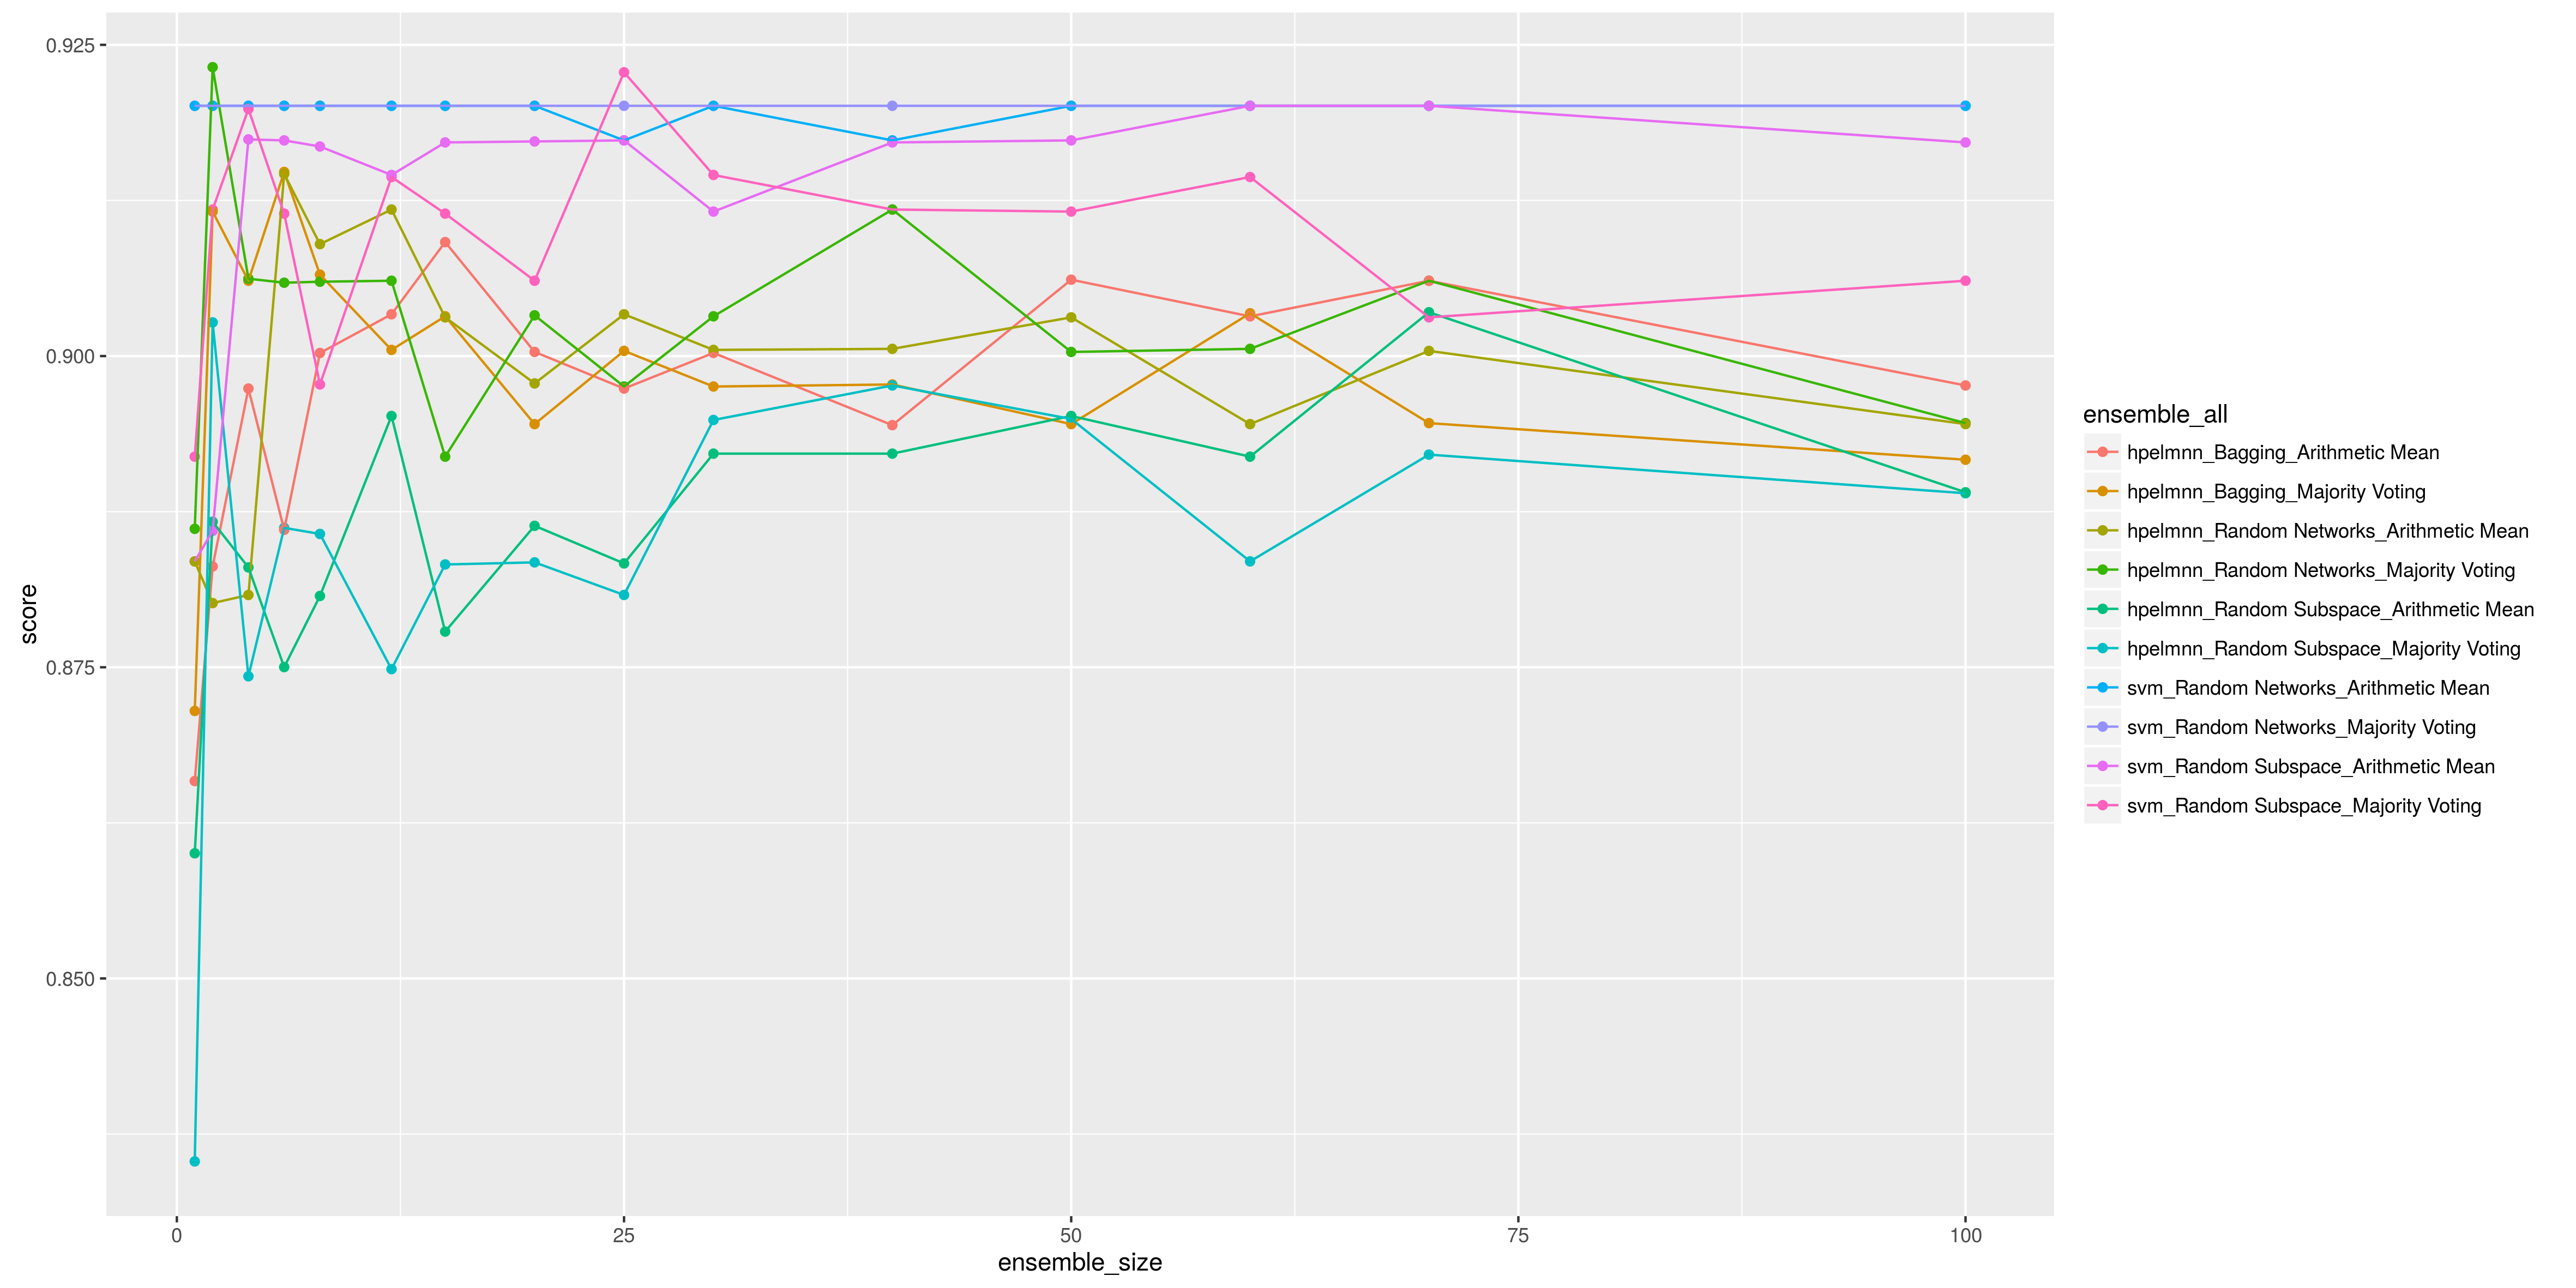 0.925
0.900
0.875
0.850
score
0
25
50
75
100
ensemble_size
ensemble_all
hpelmnn_Bagging_Arithmetic Mean
hpelmnn_Bagging_Majority Voting
hpelmnn_Random Networks_Arithmetic Mean
hpelmnn_Random Networks_Majority Voting
hpelmnn_Random Subspace_Arithmetic Mean
hpelmnn_Random Subspace_Majority Voting
svm_Random Networks_Arithmetic Mean
svm_Random Networks_Majority Voting
svm_Random Subspace_Arithmetic Mean
svm_Random Subspace_Majority Voting